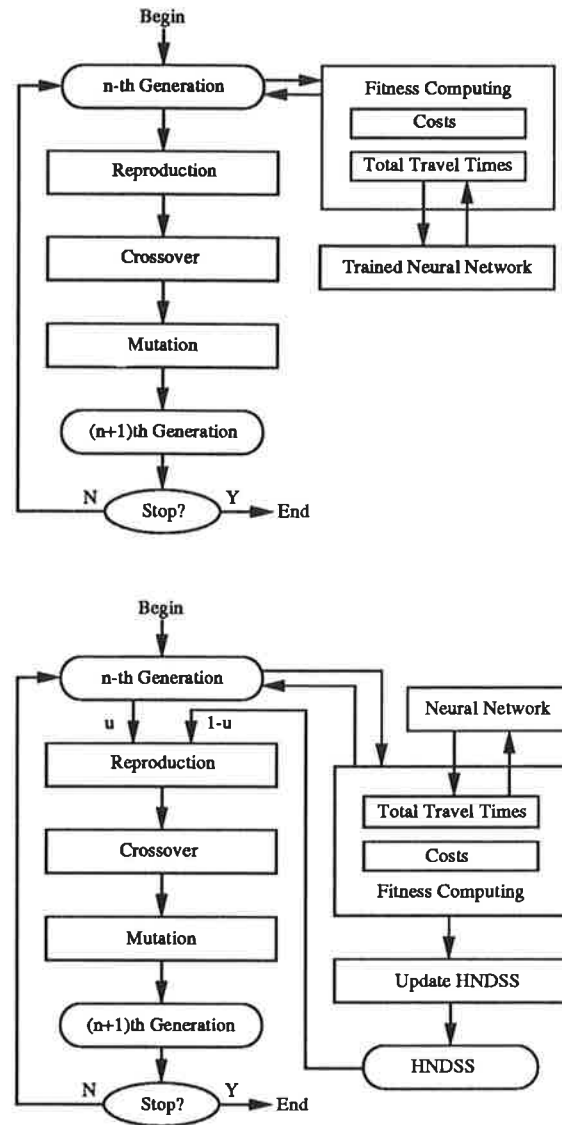 Begin
n-th Generation
Fitness Computing
Costs
Total Travel Times
Trained Neural Network
Reproduction
Crossover
Mutation
(n+1)th Generation
N
Stop?
Y
End
Begin
n-th Generation
u
1-u
Neural Network
Reproduction
Total Travel Times
Costs
Fitness Computing
Crossover
Mutation
Update HNDSS
(n+1)th Generation
HNDSS
N
Stop?
Y
End